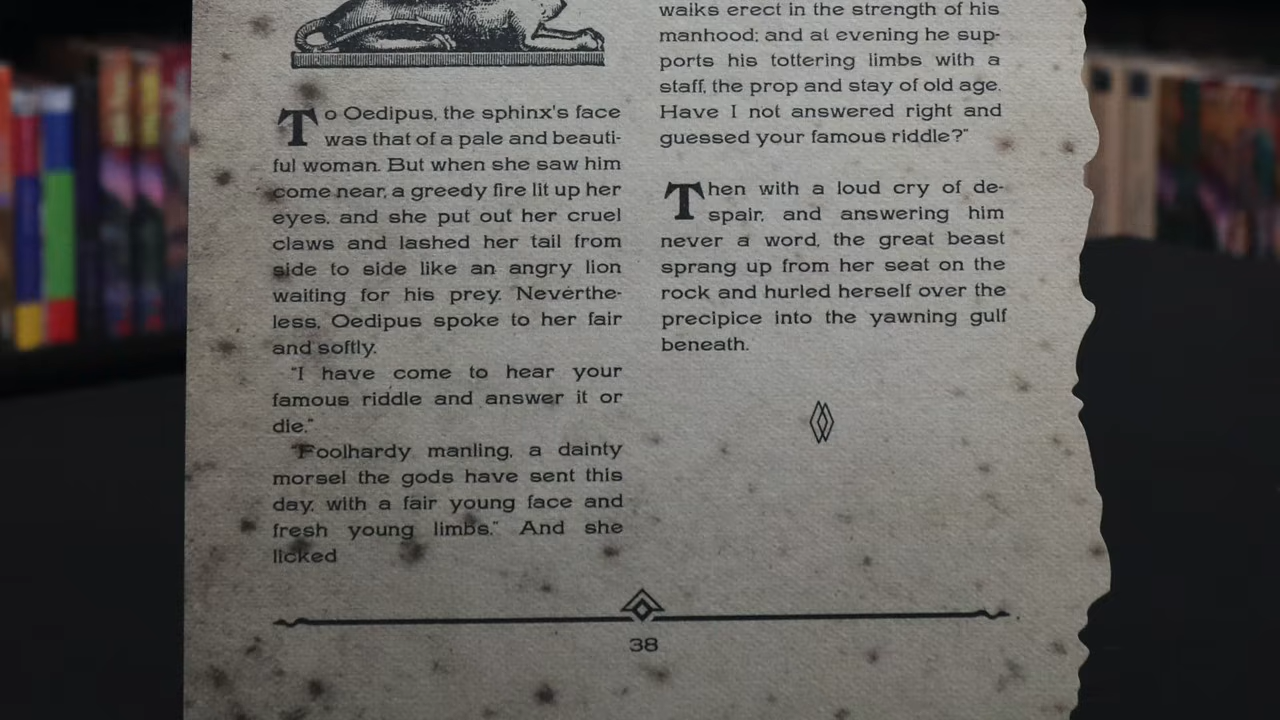 To Oedipus, the sphinx's face
was that of a pale and beauti-
ful woman. But when she saw him
come near, a greedy fire lit up her
eyes, and she put out her cruel
claws and lashed her tail from
side to side like an angry lion
waiting for his prey. Neverthe-
less, Oedipus spoke to her fair
and softly.
"I have come to hear your
famous riddle and answer it or
die."
"Foolhardy manling, a dainty
morsel the gods have sent this
day, with a fair young face and
fresh young limbs." And she
licked
walks erect in the strength of his
manhood; and at evening he sup-
ports his tottering limbs with a
staff, the prop and stay of old age.
Have I not answered right and
guessed your famous riddle?"
Then with a loud cry of de-
spair, and answering him
never a word, the great beast
sprang up from her seat on the
rock and hurled herself over the
precipice into the yawning gulf
beneath.
38